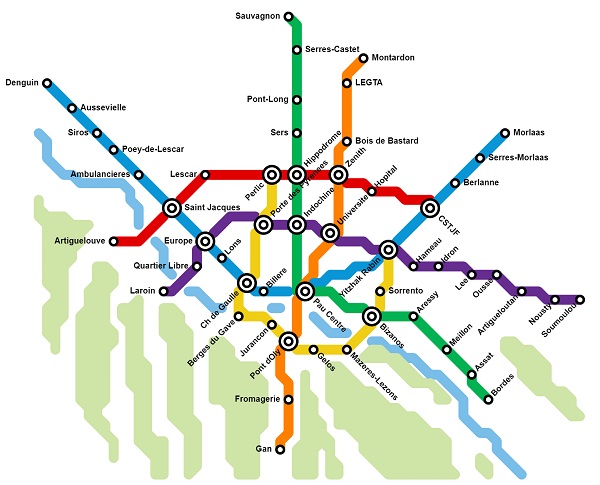 Sauvagnon
Serres-Castet
Montardon
Denguin
LEGTA
Pont-Long
Aussevielle
Siros
Sers
Hippodrome
Morlaas
Bois de Bastard
Poey-de-Lescar
Zenith
Serres-Morlaas
Ambulancieres
Lescar
Perlic
Porte des Pyrenees
Hopital
Berlanne
Saint Jacques
Indochine
Universite
CSTJF
Artiguelouve
Europe
Lons
Yitzhak Rabin
Hameau
Idron
Quartier Libre
Laroin
Ch de Gaulle
Billere
Sorrento
Lee
Ousse
Artigueloutan
Nousty
Soumoulou
Pau Centre
Berges du Gave
Jurancon
Bizanos
Aressy
Pont dOly
Gelos
Mazeres-Lezons
Meillon
Assat
Bordes
Fromagerie
Gan